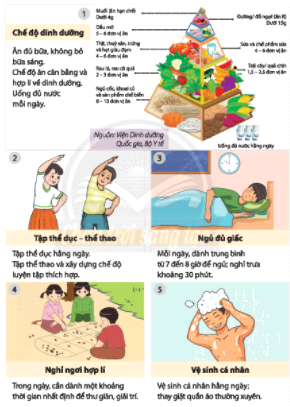 1
Chế độ dinh dưỡng
Ăn đủ bữa, không bỏ
bữa sáng.
Chế độ ăn cân bằng và
hợp lí về dinh dưỡng.
Uống đủ nước
mỗi ngày.
Muối (ăn hạn chế)
Dưới 4g
Dầu mỡ
5 – 6 đơn vị ăn
Thịt, thuỷ sản, trứng
và hạt giàu đạm
4 – 6 đơn vị ăn
Rau lá, rau củ quả
2 – 3 đơn vị ăn
Ngũ cốc, khoai củ
và sản phẩm chế biến
8 – 13 đơn vị ăn
Đường/ đồ ngọt (ăn ít)
Dưới 15g
Sữa và chế phẩm sữa
4 – 6 đơn vị ăn
Trái cây/ quả chín
1,5 – 2,5 đơn vị ăn
Uống đủ nước hằng ngày
Nguồn: Viện Dinh dưỡng
Quốc gia, Bộ Y tế
2
Tập thể dục – thể thao
Tập thể dục hằng ngày.
Tập thể thao và xây dựng chế độ
luyện tập thích hợp.
3
Ngủ đủ giấc
Mỗi ngày, dành trung bình
từ 7 đến 8 giờ để ngủ; nghỉ trưa
khoảng 30 phút.
4
Nghỉ ngơi hợp lí
Trong ngày, cần dành một khoảng
thời gian nhất định để thư giãn, giải trí.
5
Vệ sinh cá nhân
Vệ sinh cá nhân hằng ngày;
thay giặt quần áo thường xuyên.